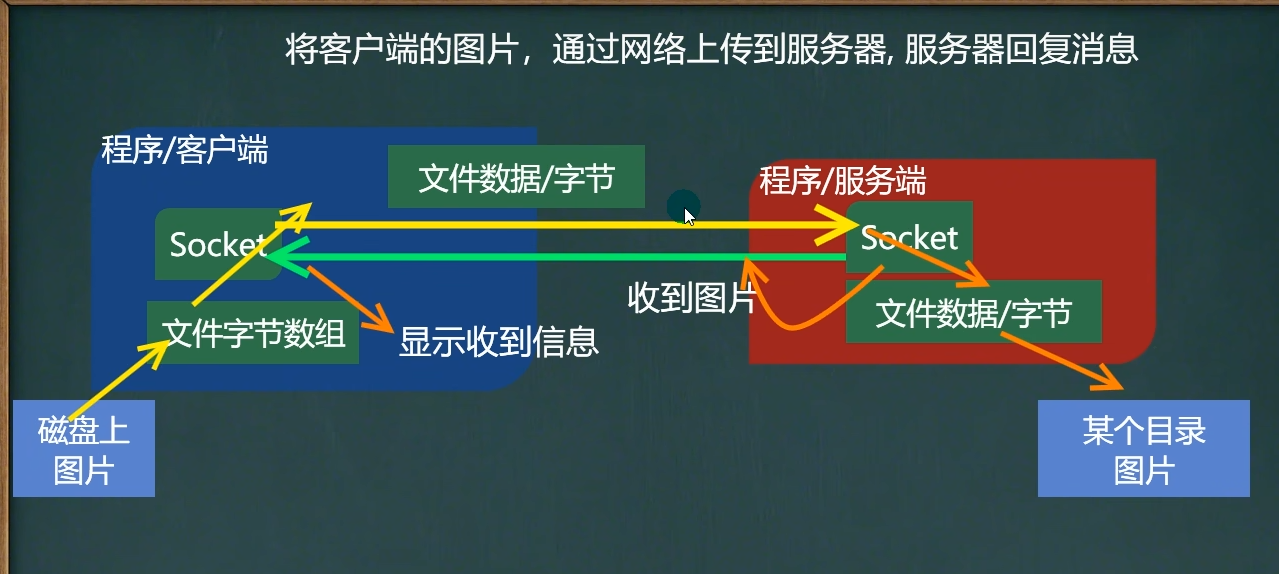 将客户端的图片，通过网络上传到服务器, 服务器回复消息
程序/客户端
文件数据/字节
程序/服务端
Socket
Socket
收到图片
文件字节数组
显示收到信息
文件数据/字节
磁盘上
图片
某个目录
图片